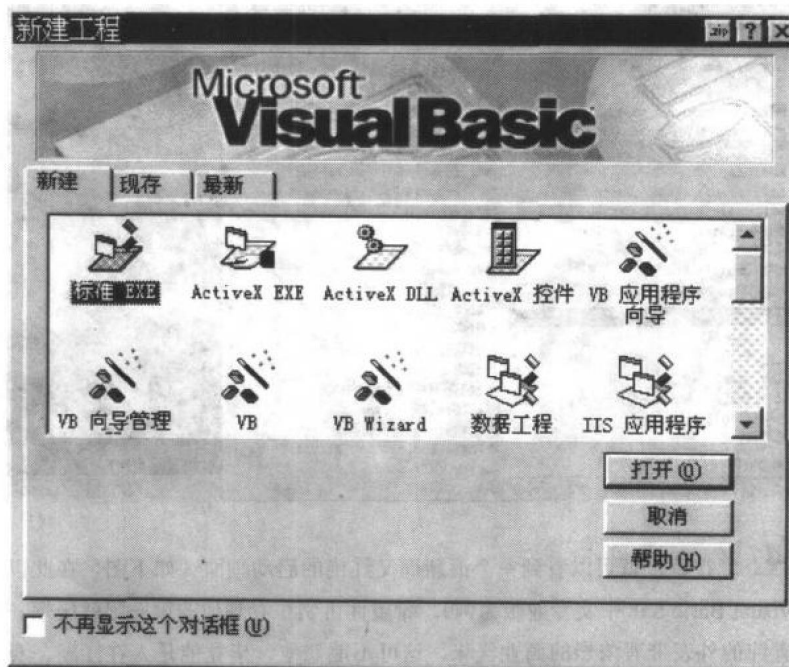 新建工程
.zip ? X
Microsoft
Visual Basic
新建 现存 最新
标准 EXE ActiveX EXE ActiveX DLL ActiveX 控件 VB 应用程序
向导
VB 向导管理 VB VB Wizard 数据工程 IIS 应用程序
打开(O)
取消
帮助(H)
不再显示这个对话框(V)